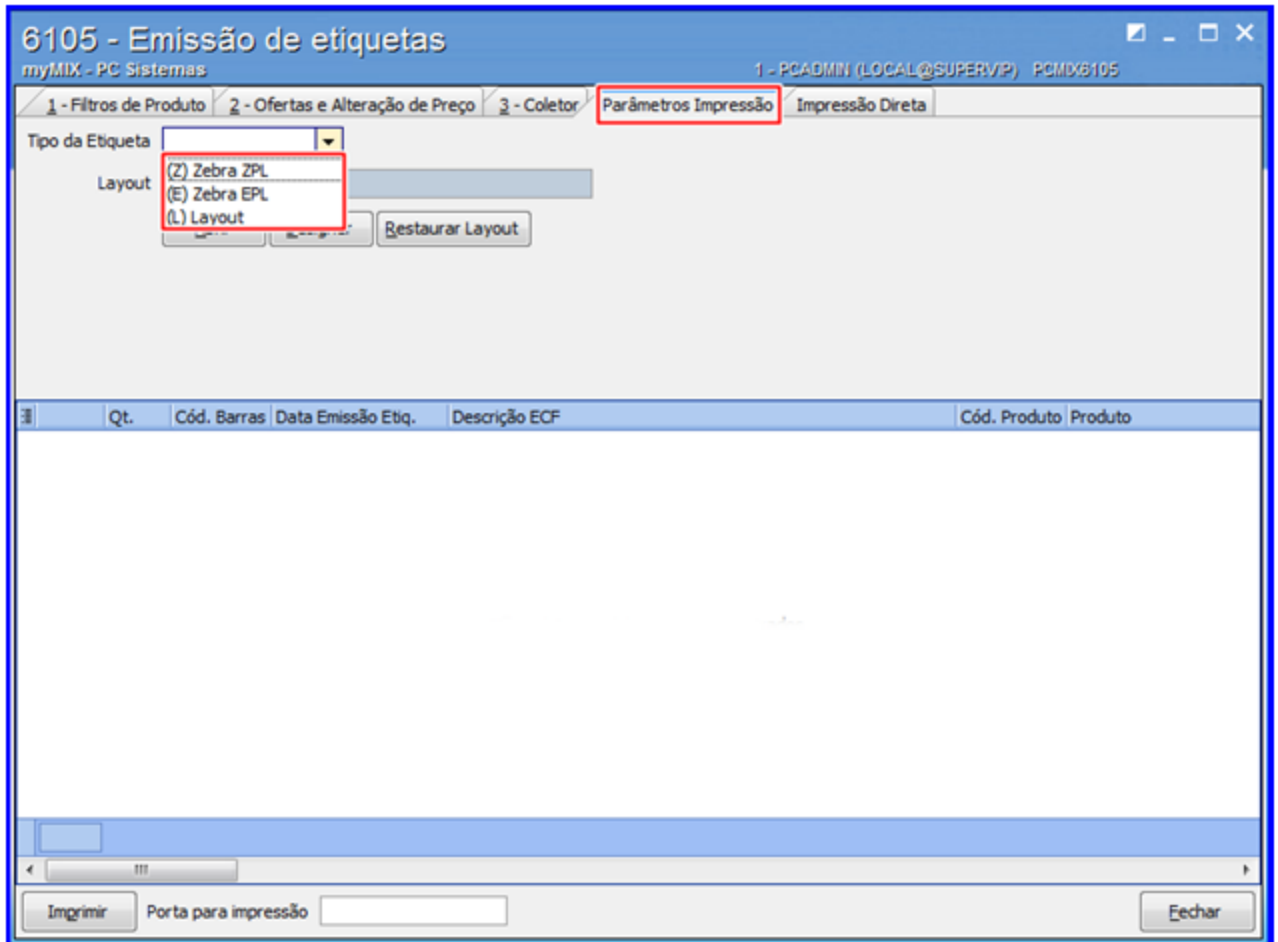 6105 - Emissão de etiquetas
myMIX - PC Sistemas
1 - PCADMIN (LOCAL@SUPERVIP) PCMIX6105
1 - Filtros de Produto 2 - Ofertas e Alteração de Preço 3 - Coletor Parâmetros Impressão Impressão Direta
Tipo da Etiqueta
(Z) Zebra ZPL
Layout
(E) Zebra EPL
(L) Layout
Restaurar Layout
Qt. Cód. Barras Data Emissão Etiq. Descrição ECF Cód. Produto Produto
Imprimir Porta para impressão Fechar